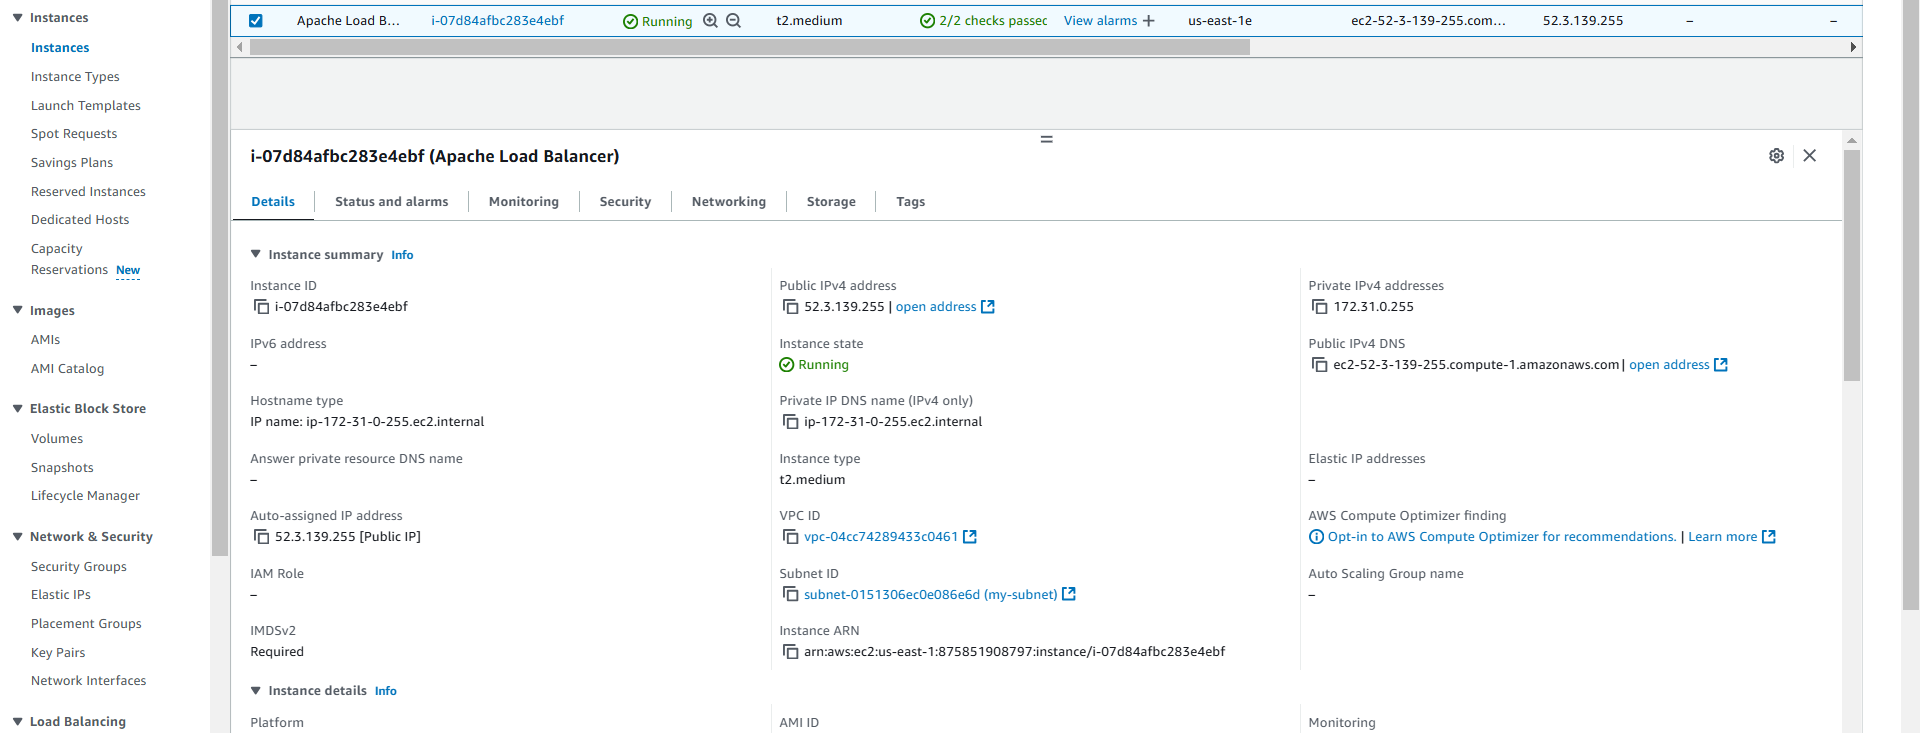 Instances
Instances
Instance Types
Launch Templates
Spot Requests
Savings Plans
Reserved Instances
Dedicated Hosts
Capacity
Reservations New
Images
AMIs
AMI Catalog
Elastic Block Store
Volumes
Snapshots
Lifecycle Manager
Network & Security
Security Groups
Elastic IPs
Placement Groups
Key Pairs
Network Interfaces
Load Balancing
Apache Load B... i-07d84afbc283e4ebf Running t2.medium 2/2 checks passec View alarms + us-east-1e ec2-52-3-139-255.com... 52.3.139.255 – –
i-07d84afbc283e4ebf (Apache Load Balancer)
Details Status and alarms Monitoring Security Networking Storage Tags
Instance summary Info
Instance ID
i-07d84afbc283e4ebf
Public IPv4 address
52.3.139.255 | open address
Private IPv4 addresses
172.31.0.255
IPv6 address
–
Instance state
Running
Public IPv4 DNS
ec2-52-3-139-255.compute-1.amazonaws.com | open address
Hostname type
IP name: ip-172-31-0-255.ec2.internal
Private IP DNS name (IPv4 only)
ip-172-31-0-255.ec2.internal
Answer private resource DNS name
–
Instance type
t2.medium
Elastic IP addresses
–
Auto-assigned IP address
52.3.139.255 [Public IP]
VPC ID
vpc-04cc74289433c0461
AWS Compute Optimizer finding
Opt-in to AWS Compute Optimizer for recommendations. | Learn more
IAM Role
–
Subnet ID
subnet-0151306ec0e086e6d (my-subnet)
Auto Scaling Group name
–
IMDSv2
Required
Instance ARN
arn:aws:ec2:us-east-1:875851908797:instance/i-07d84afbc283e4ebf
Instance details Info
Platform
AMI ID
Monitoring